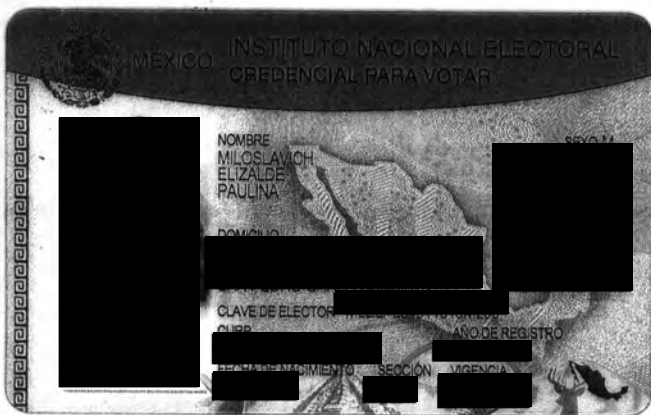 MÉXICO INSTITUTO NACIONAL ELECTORAL
CREDENCIAL PARA VOTAR
NOMBRE
SEXO M
MILOSLAVICH
ELIZALDE
PAULINA
DOMICILIO
CLAVE DE ELECTOR
CURP
AÑO DE REGISTRO
FECHA DE NACIMIENTO SECCIÓN VIGENCIA